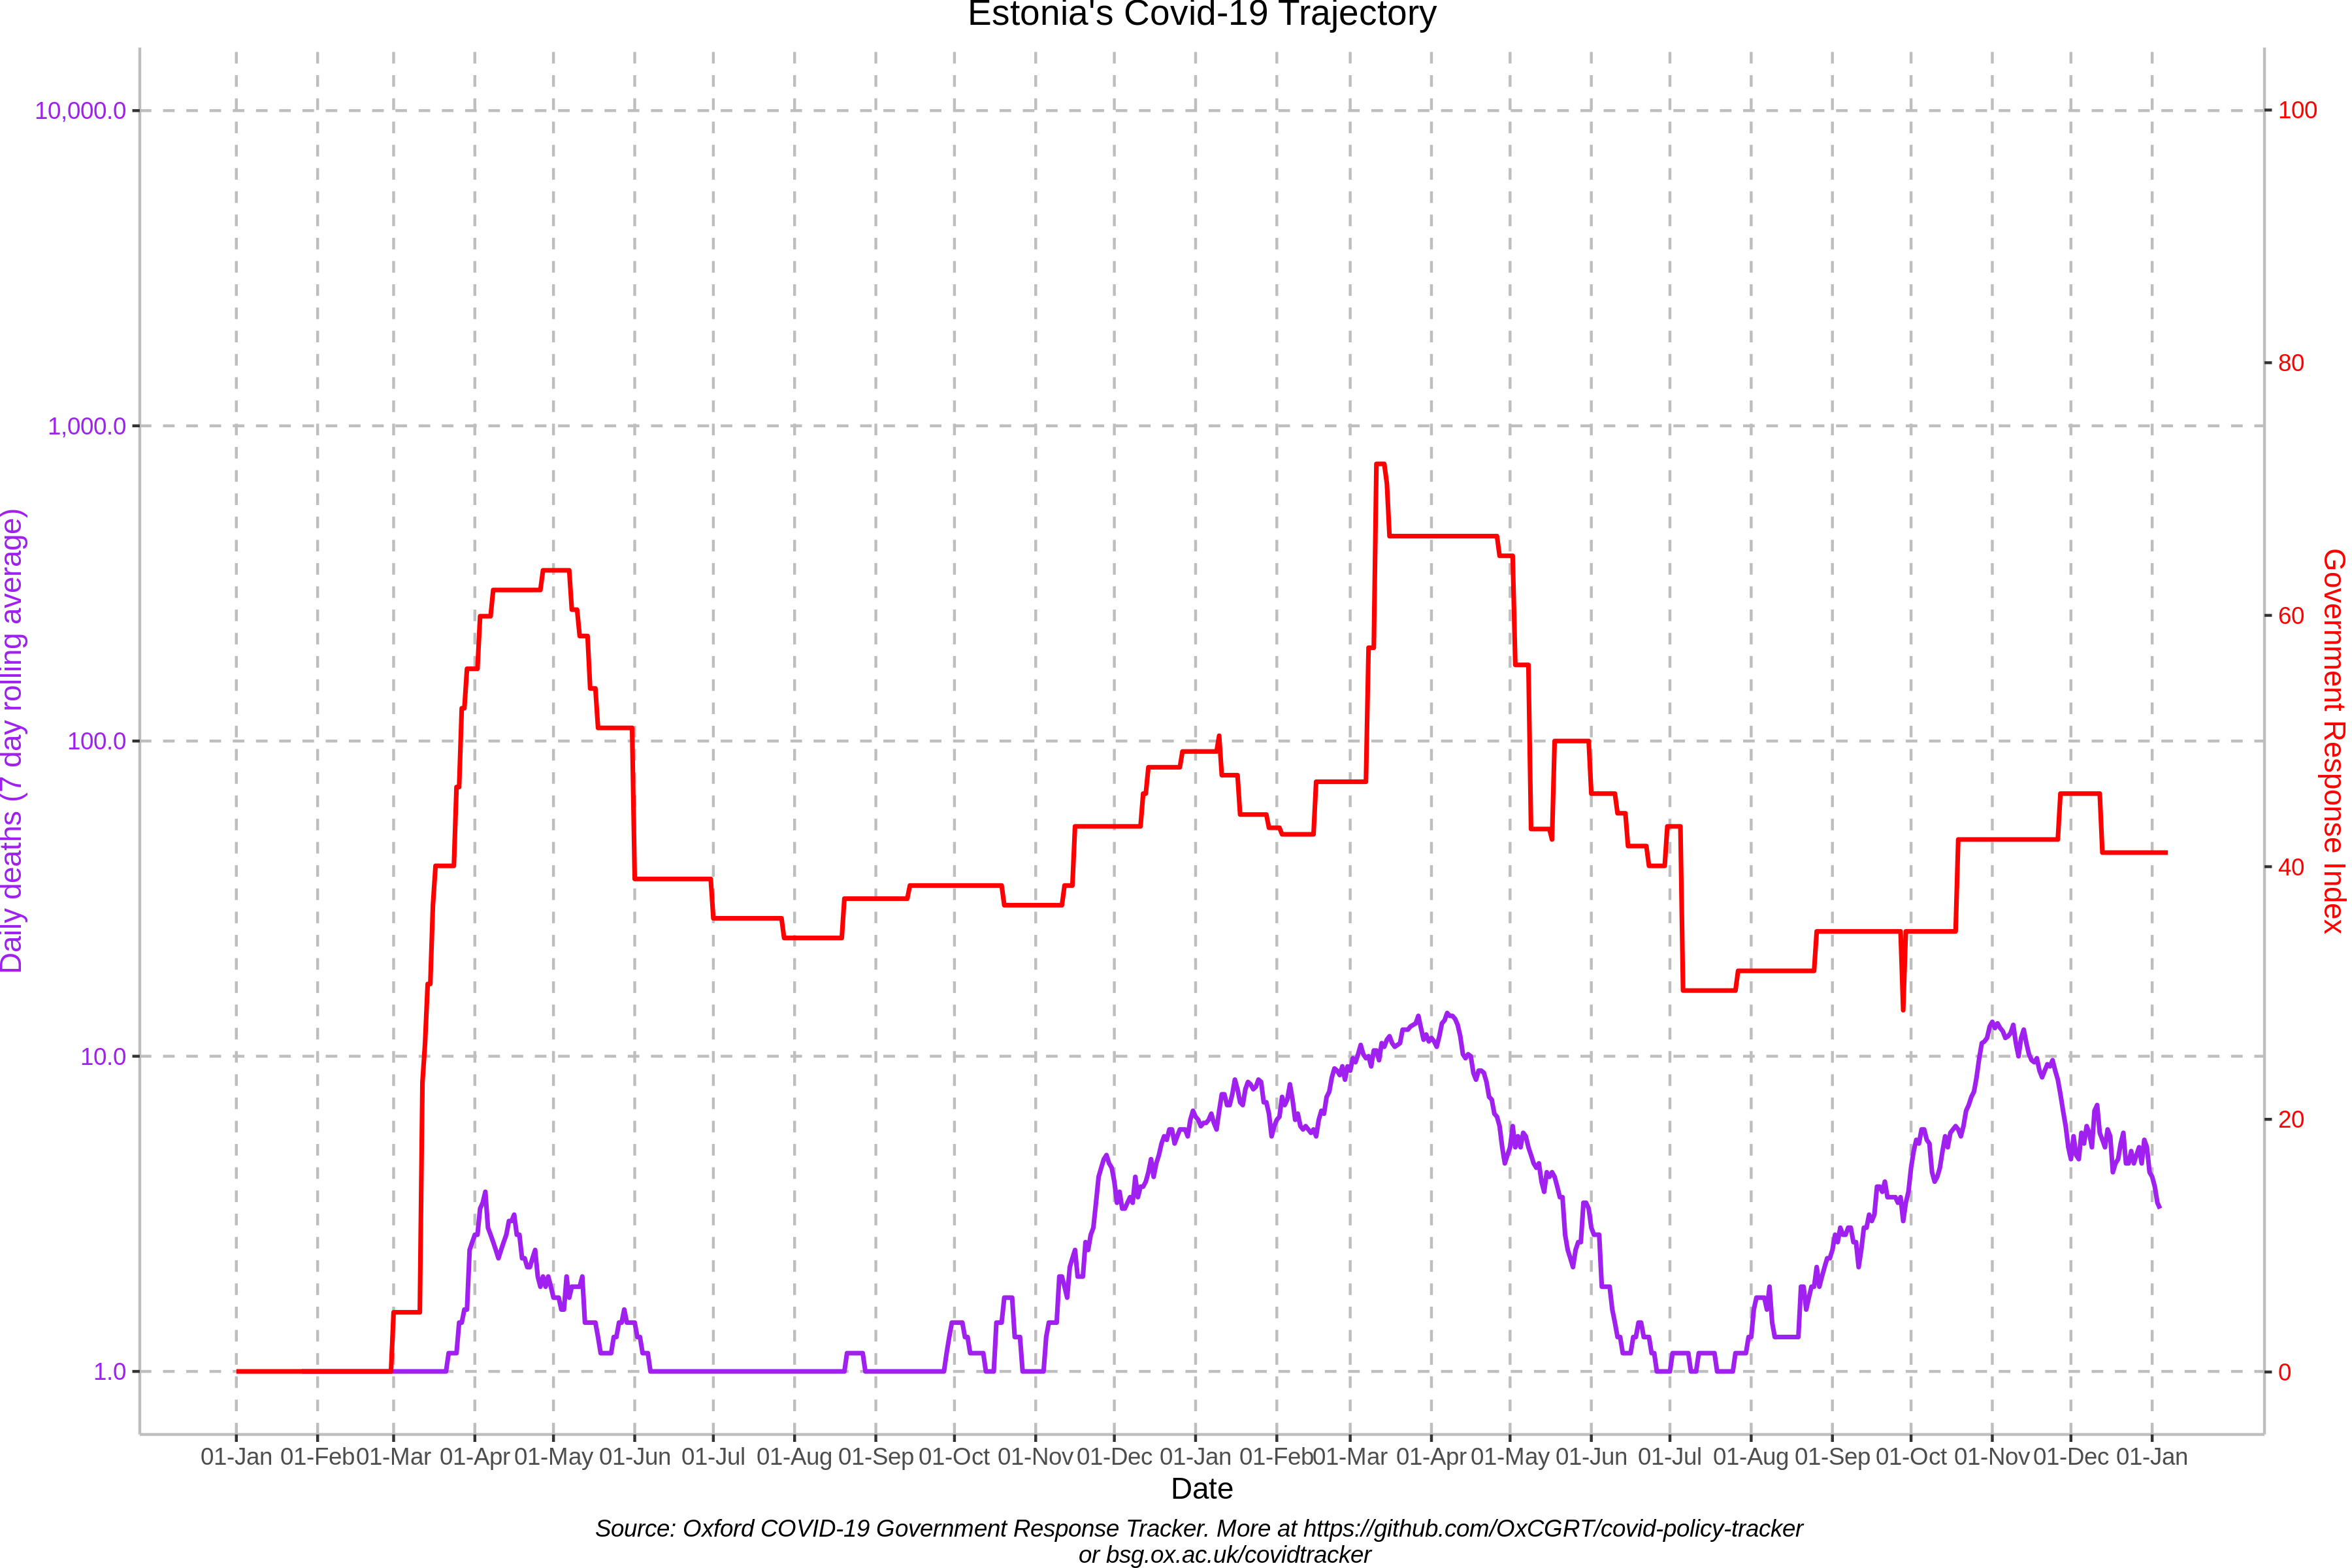 Estonia's Covid-19 Trajectory
10,000.0
1,000.0
100.0
10.0
1.0
Daily deaths (7 day rolling average)
100
80
60
40
20
0
Government Response Index
01-Jan 01-Feb 01-Mar 01-Apr 01-May 01-Jun 01-Jul 01-Aug 01-Sep 01-Oct 01-Nov 01-Dec 01-Jan 01-Feb 01-Mar 01-Apr 01-May 01-Jun 01-Jul 01-Aug 01-Sep 01-Oct 01-Nov 01-Dec 01-Jan
Date
Source: Oxford COVID-19 Government Response Tracker. More at https://github.com/OxCGRT/covid-policy-tracker
or bsg.ox.ac.uk/covidtracker